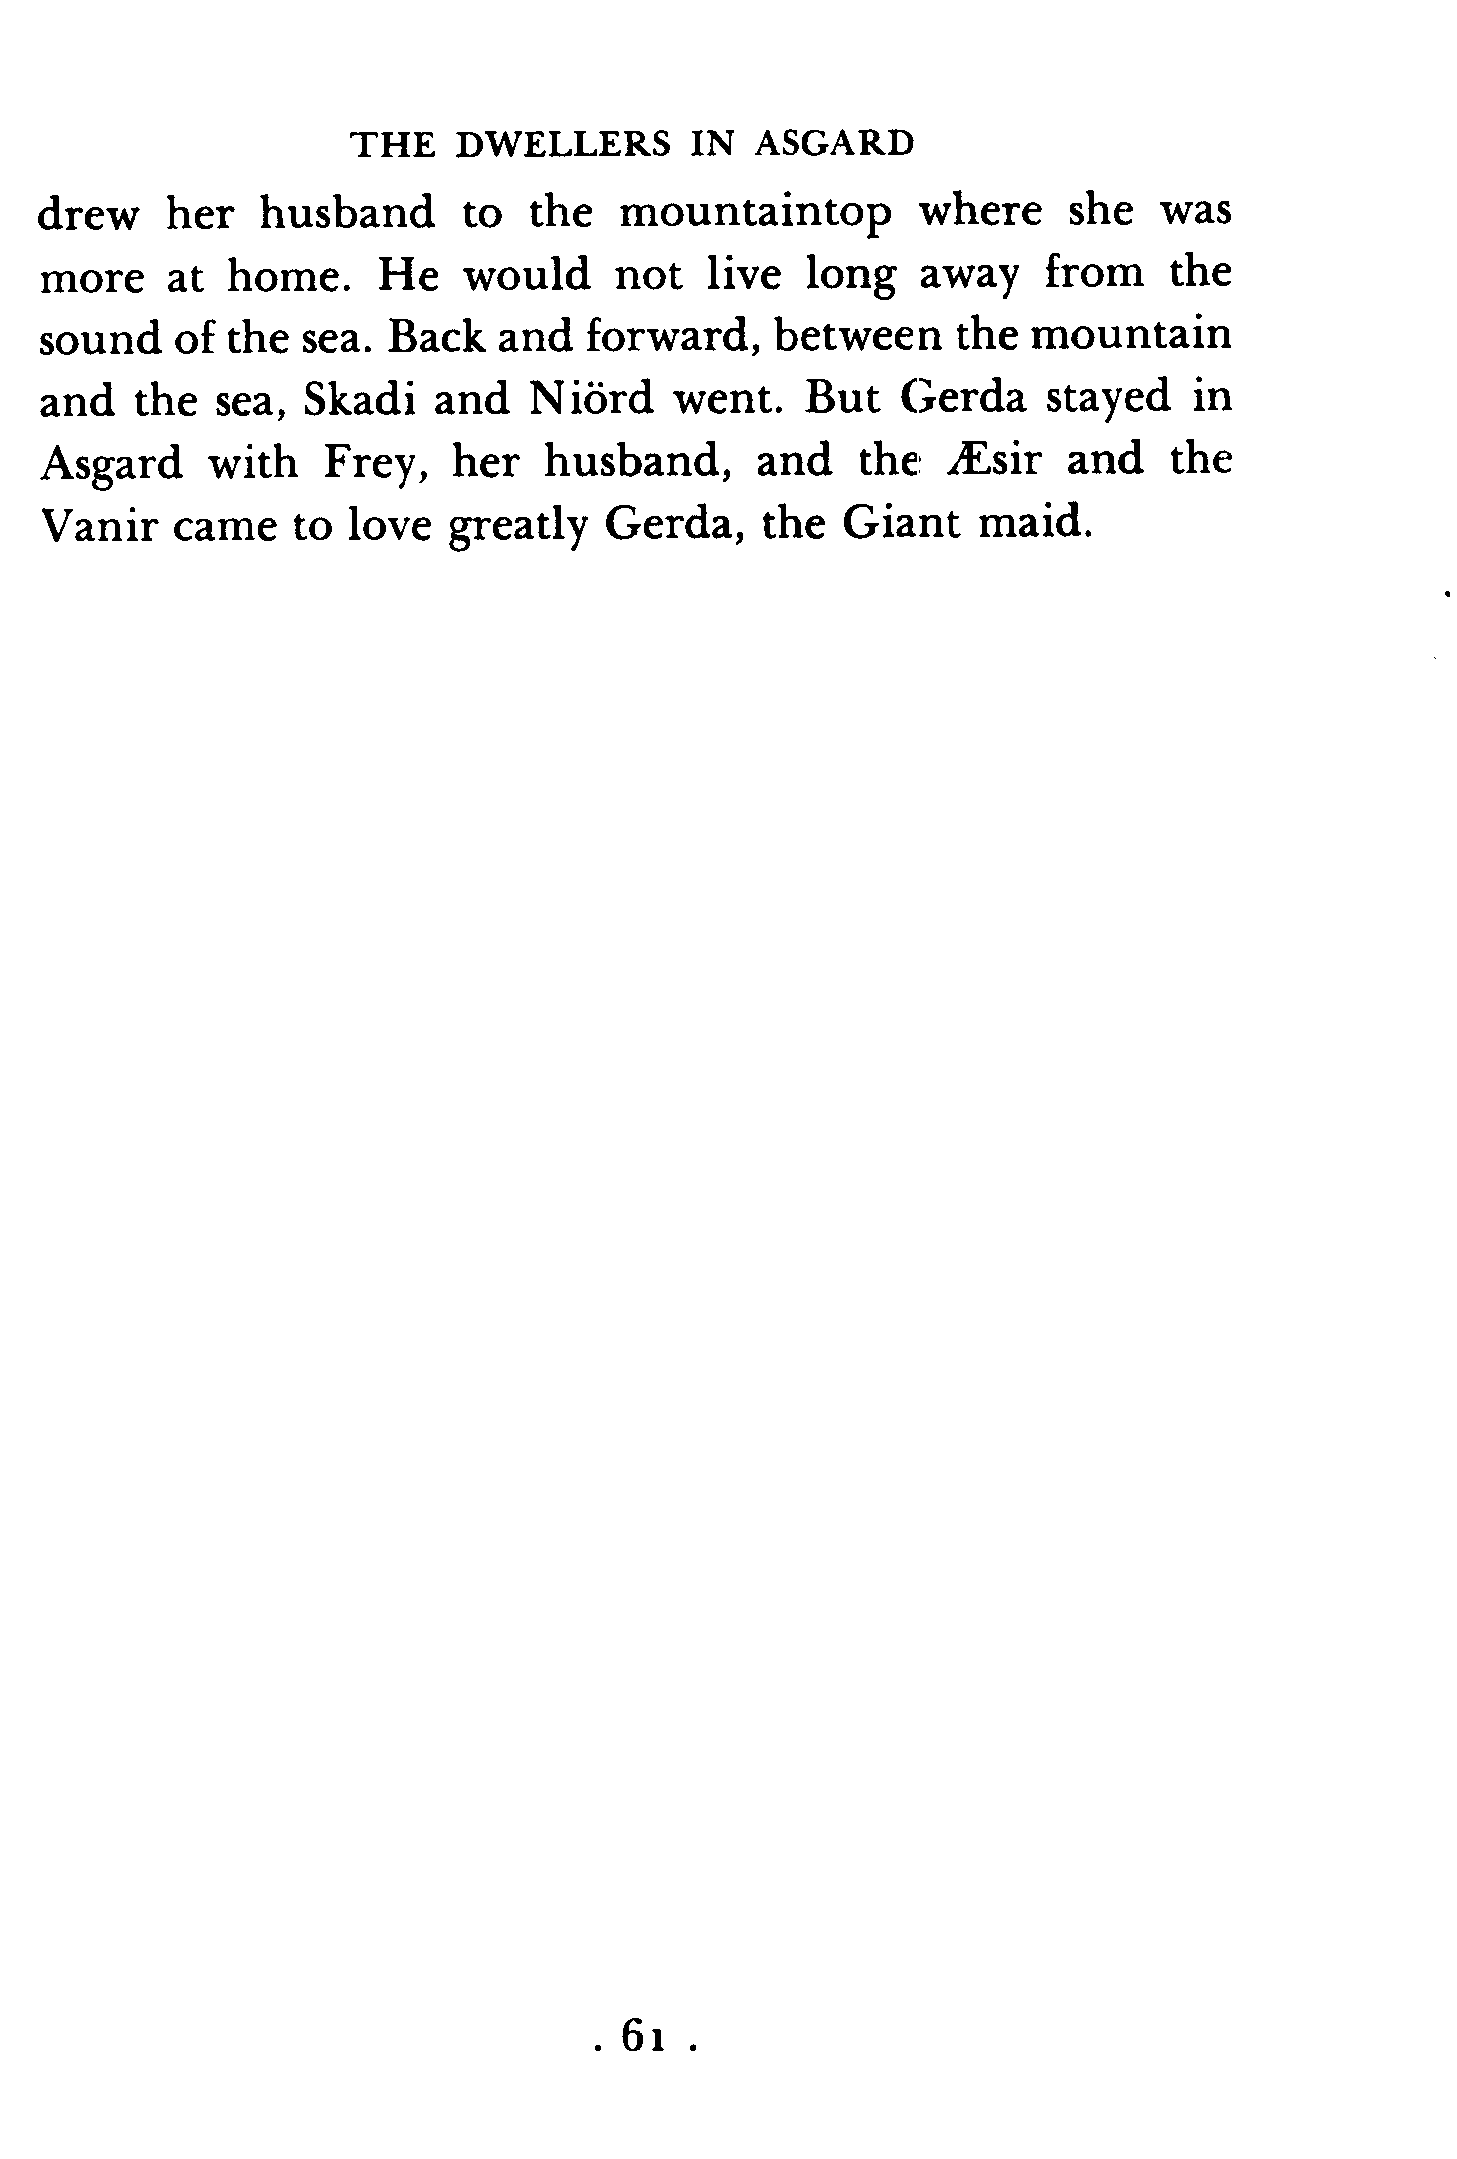 THE DWELLERS IN ASGARD
drew her husband to the mountaintop where she was
more at home. He would not live long away from the
sound of the sea. Back and forward, between the mountain
and the sea, Skadi and Niörd went. But Gerda stayed in
Asgard with Frey, her husband, and the Æsir and the
Vanir came to love greatly Gerda, the Giant maid.
. 61 .